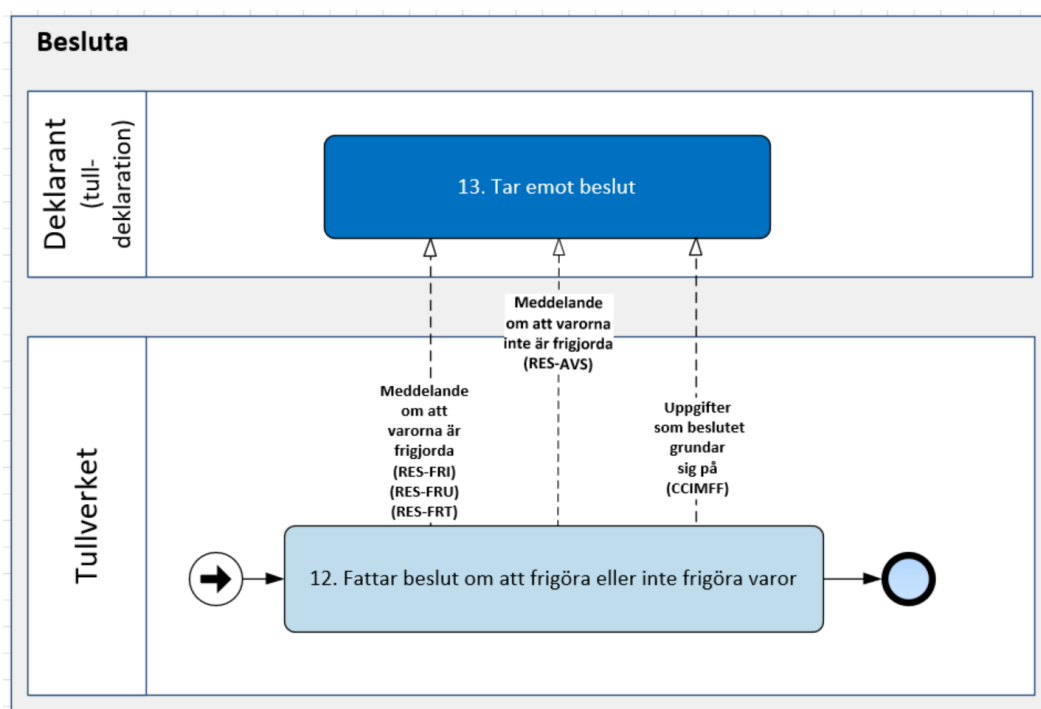 Besluta
Deklarant
(tull-
deklaration)
13. Tar emot beslut
Meddelande
om att varorna
inte är frigjorda
(RES-AVS)
Meddelande
om att
varorna är
frigjorda
(RES-FRI)
(RES-FRU)
(RES-FRT)
Uppgifter
som beslutet
grundar
sig på
(CCIMFF)
Tullverket
12. Fattar beslut om att frigöra eller inte frigöra varor